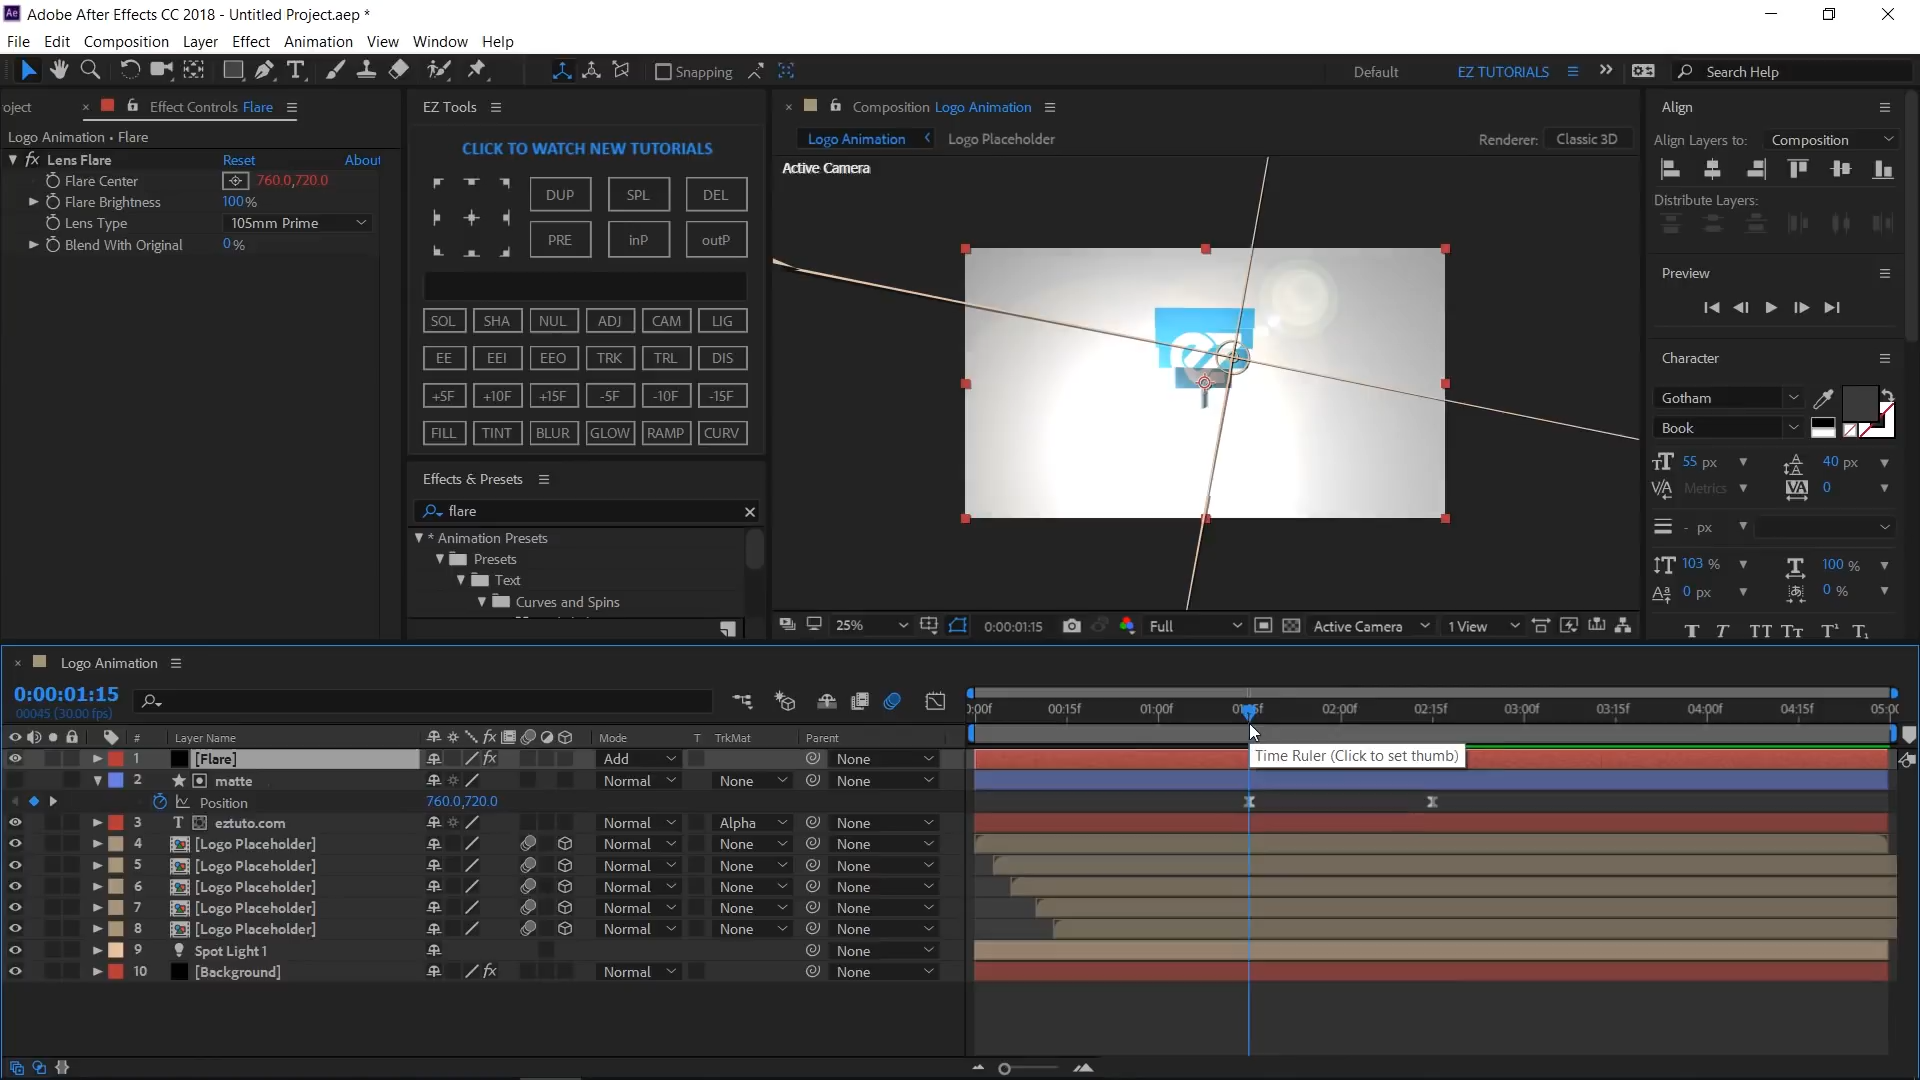 Adobe After Effects CC 2018 - Untitled Project.aep *
File Edit Composition Layer Effect Animation View Window Help
Snapping
Default EZ TUTORIALS Search Help
oject Effect Controls Flare
Logo Animation • Flare
fx Lens Flare Reset About
Flare Center 760.0,720.0
Flare Brightness 100%
Lens Type 105mm Prime
Blend With Original 0%
EZ Tools
CLICK TO WATCH NEW TUTORIALS
DUP SPL DEL
PRE inP outP
SOL SHA NUL ADJ CAM LIG
EE EEI EEO TRK TRL DIS
+5F +10F +15F -5F -10F -15F
FILL TINT BLUR GLOW RAMP CURV
Effects & Presets
flare
* Animation Presets
Presets
Text
Curves and Spins
Composition Logo Animation
Logo Animation Logo Placeholder Renderer: Classic 3D
Active Camera
25% 0:00:01:15 Full Active Camera 1 View
Align
Align Layers to: Composition
Distribute Layers:
Preview
Character
Gotham
Book
55 px 40 px
Metrics 0
- px
103 % 100 %
0 px 0 %
Logo Animation
0:00:01:15
00045 (30.00 fps)
):00f 00:15f 01:00f 01:15f 02:00f 02:15f 03:00f 03:15f 04:00f 04:15f 05:00
# Layer Name Mode T TrkMat Parent
1 [Flare] Add None
2 matte Normal None None
Position 760.0,720.0
3 T eztuto.com Normal Alpha None
4 [Logo Placeholder] Normal None None
5 [Logo Placeholder] Normal None None
6 [Logo Placeholder] Normal None None
7 [Logo Placeholder] Normal None None
8 [Logo Placeholder] Normal None None
9 Spot Light 1 None
10 [Background] Normal None
Time Ruler (Click to set thumb)